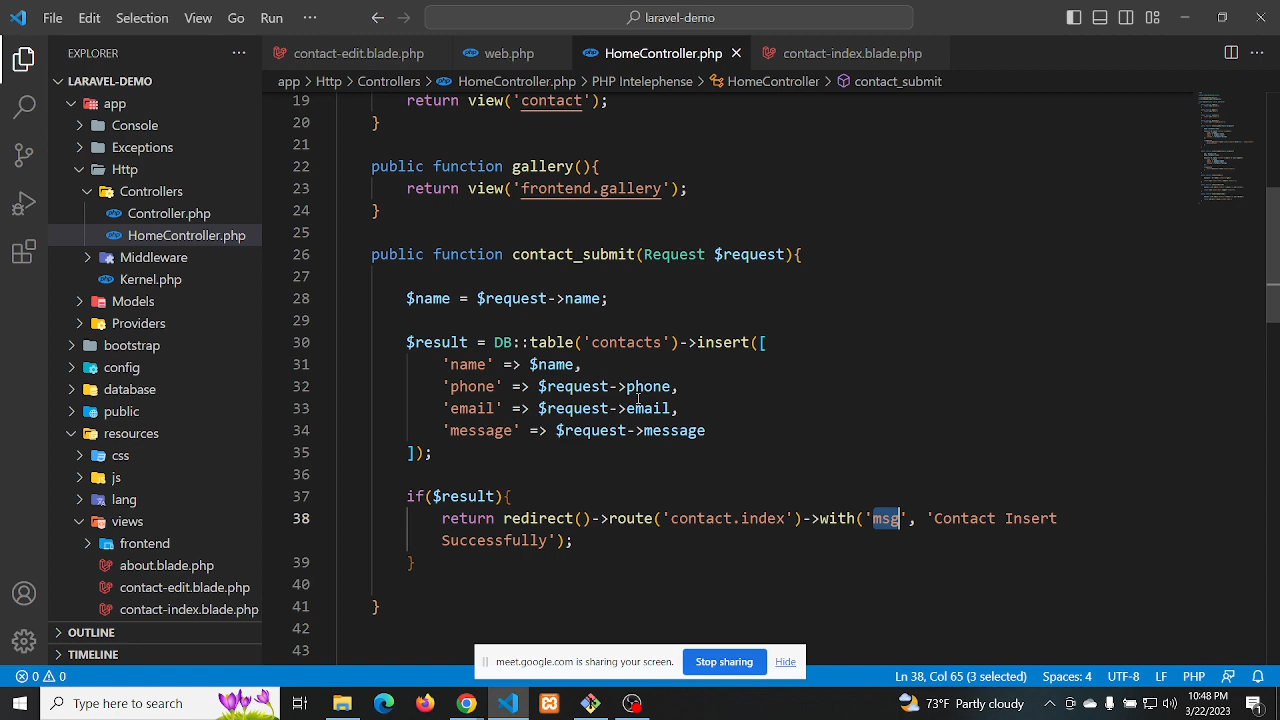 File Edit Selection View Go Run ··· laravel-demo
EXPLORER ···
contact-edit.blade.php web.php HomeController.php contact-index.blade.php ···
LARAVEL-DEMO
app > Http > Controllers > HomeController.php > PHP Intelephense > HomeController > contact_submit
app
Console
Exceptions
Http
Controllers
Controller.php
HomeController.php
Middleware
Kernel.php
Models
Providers
bootstrap
config
database
public
resources
css
js
lang
views
frontend
about.blade.php
contact-edit.blade.php
contact-index.blade.php
OUTLINE
TIMELINE
19 return view('contact');
20 }
21
22 public function gallery(){
23 return view('frontend.gallery');
24 }
25
26 public function contact_submit(Request $request){
27
28 $name = $request->name;
29
30 $result = DB::table('contacts')->insert([
31 'name' => $name,
32 'phone' => $request->phone,
33 'email' => $request->email,
34 'message' => $request->message
35 ]);
36
37 if($result){
38 return redirect()->route('contact.index')->with('msg', 'Contact Insert
Successfully');
39 }
40
41 }
42
43
meet.google.com is sharing your screen. Stop sharing Hide
0 0 Ln 38, Col 65 (3 selected) Spaces: 4 UTF-8 LF PHP
Type here to search 73°F Partly cloudy 10:48 PM
3/22/2023